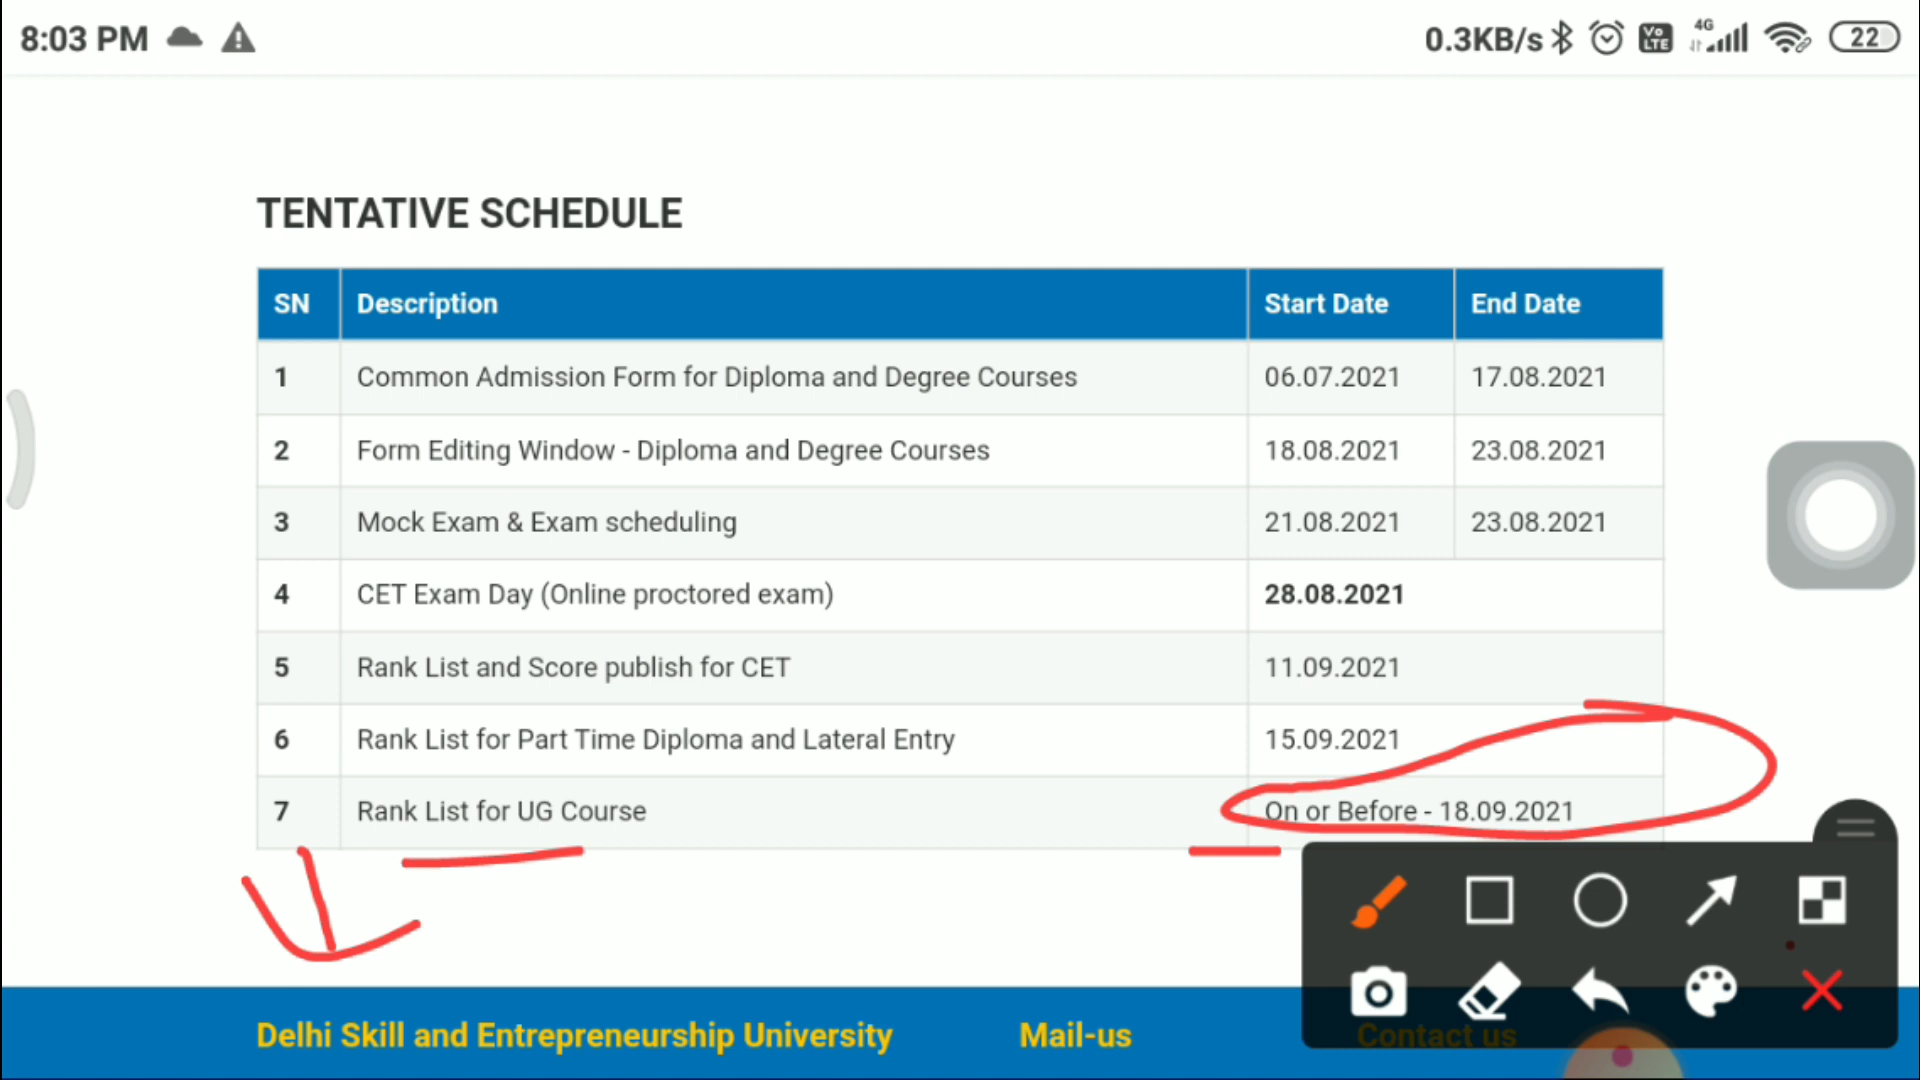 8:03 PM 0.3KB/s Vo LTE 4G 22
TENTATIVE SCHEDULE
SN Description Start Date End Date
1 Common Admission Form for Diploma and Degree Courses 06.07.2021 17.08.2021
2 Form Editing Window - Diploma and Degree Courses 18.08.2021 23.08.2021
3 Mock Exam & Exam scheduling 21.08.2021 23.08.2021
4 CET Exam Day (Online proctored exam) 28.08.2021
5 Rank List and Score publish for CET 11.09.2021
6 Rank List for Part Time Diploma and Lateral Entry 15.09.2021
7 Rank List for UG Course On or Before - 18.09.2021
Delhi Skill and Entrepreneurship University Mail-us Contact us